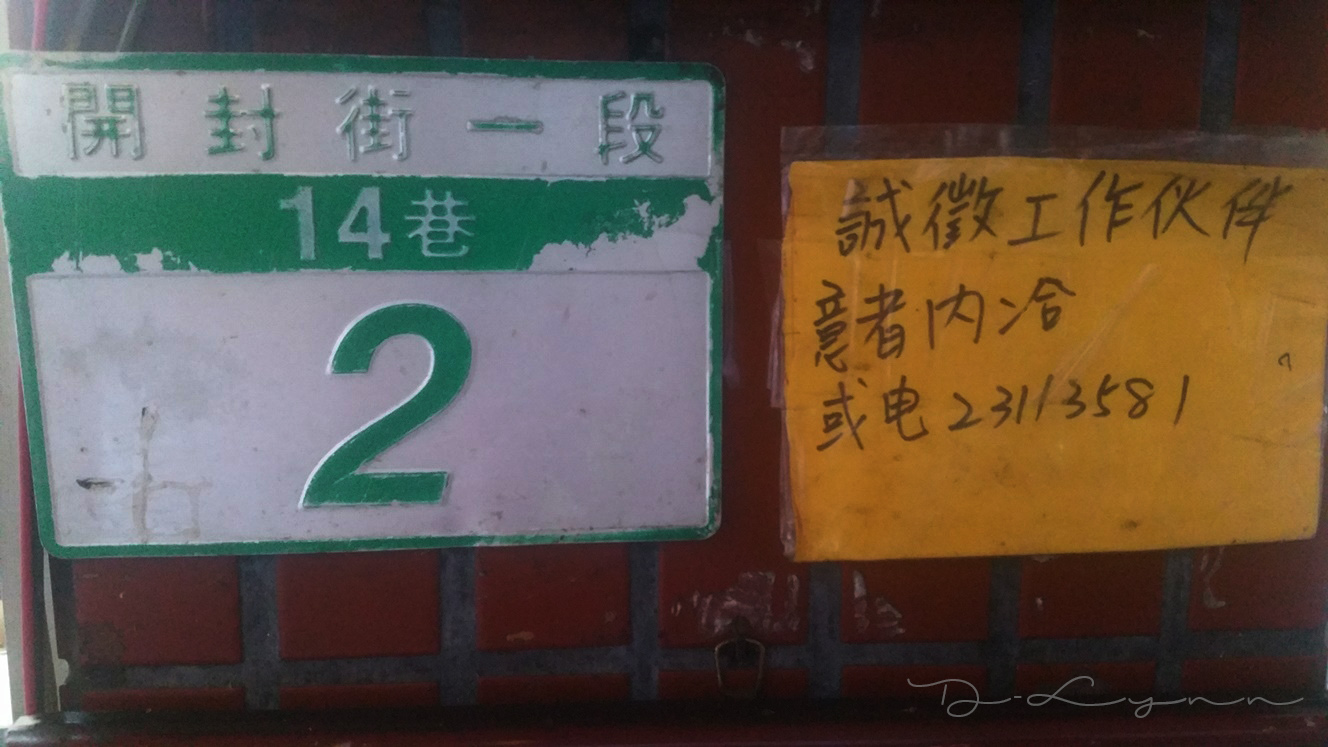 開封街一段
14巷
2
誠徵工作伙伴
意者內洽
或电23113581
D-Lynn